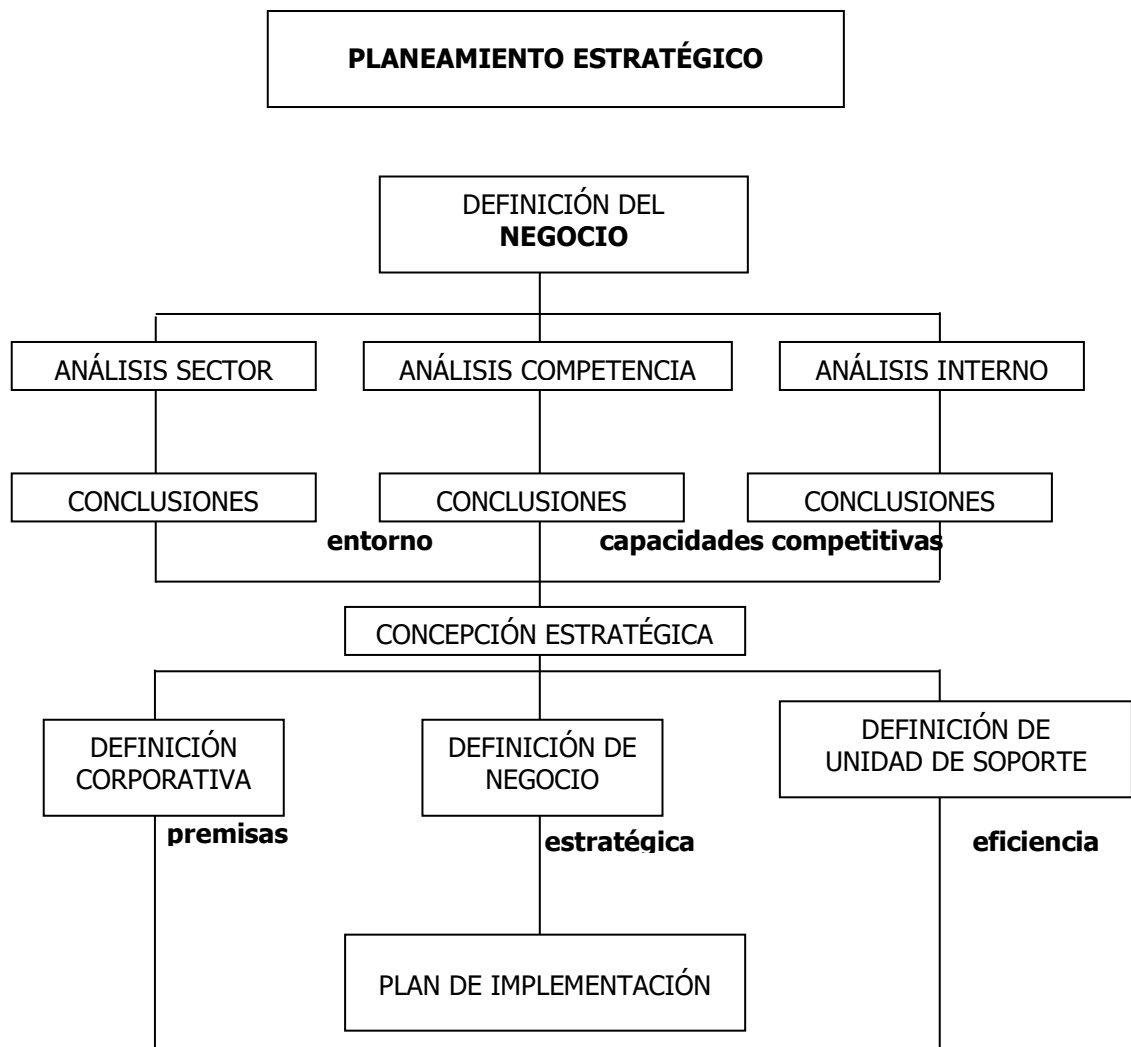 PLANEAMIENTO ESTRATÉGICO
DEFINICIÓN DEL
NEGOCIO
ANÁLISIS SECTOR
ANÁLISIS COMPETENCIA
ANÁLISIS INTERNO
CONCLUSIONES
CONCLUSIONES
CONCLUSIONES
entorno
capacidades competitivas
CONCEPCIÓN ESTRATÉGICA
DEFINICIÓN
CORPORATIVA
DEFINICIÓN DE
NEGOCIO
DEFINICIÓN DE
UNIDAD DE SOPORTE
premisas
estratégica
eficiencia
PLAN DE IMPLEMENTACIÓN